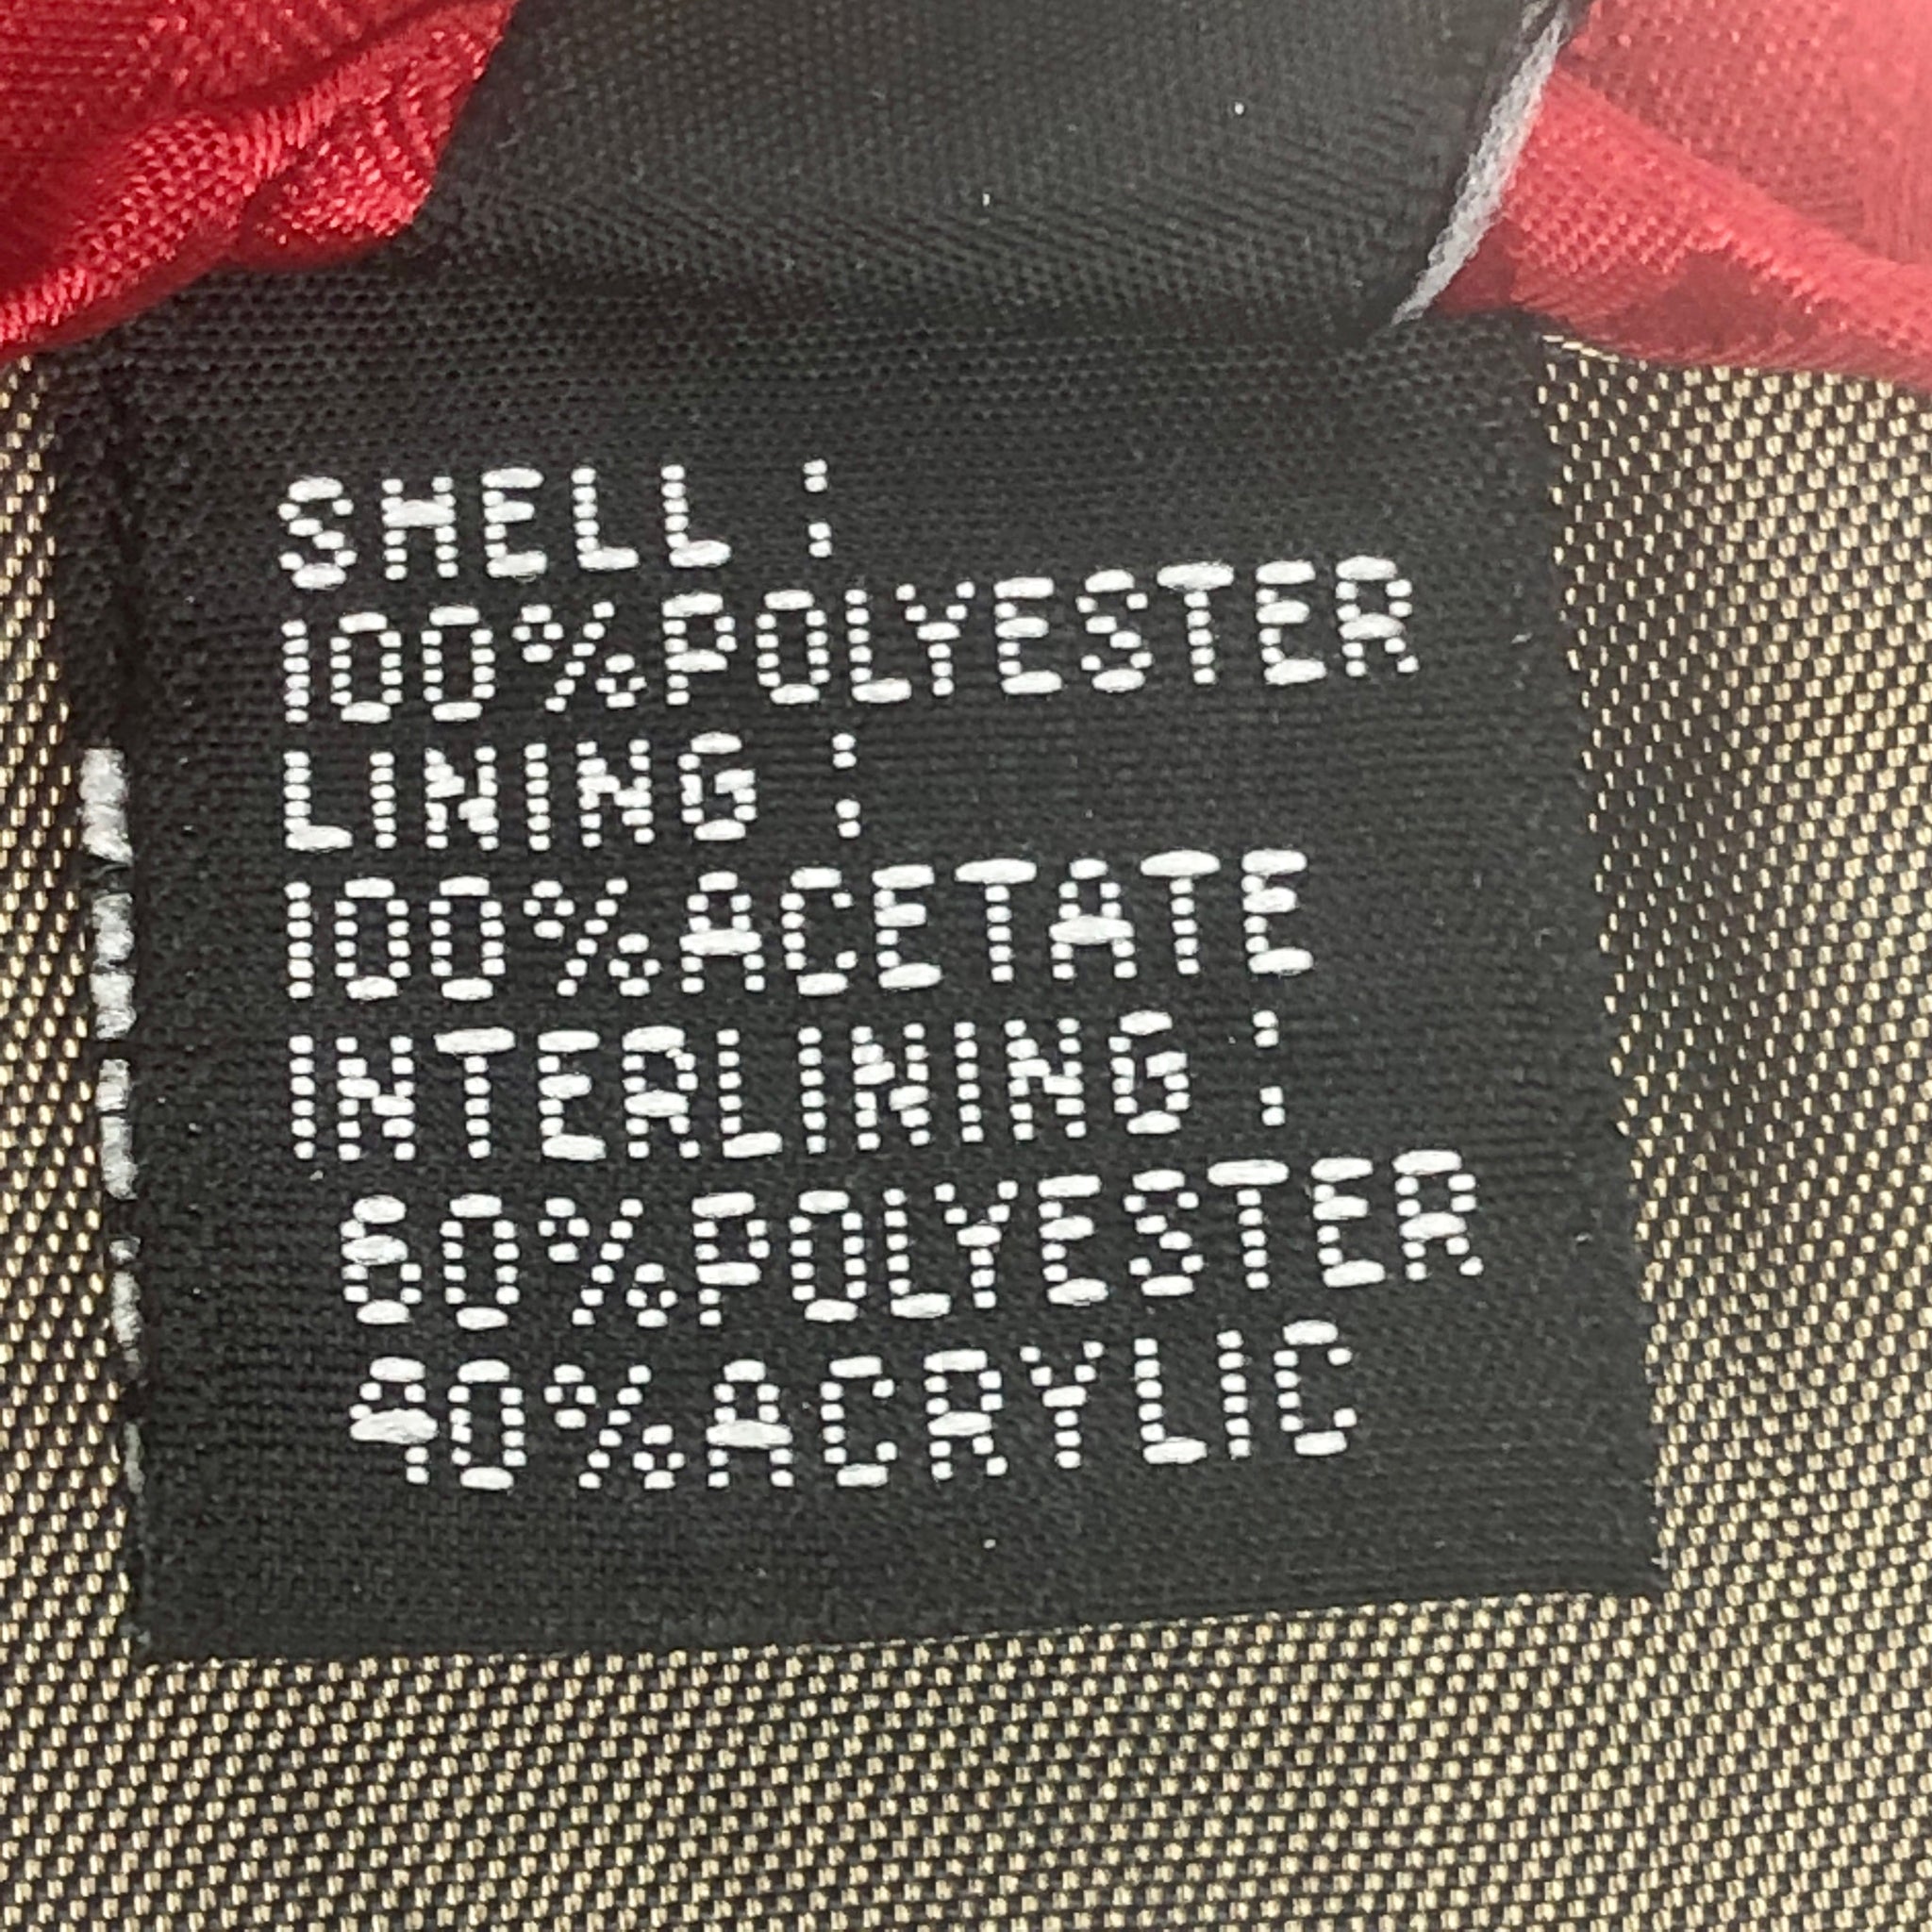 SHELL :
100%POLYESTER
LINING :
100%ACETATE
INTERLINING :
60%POLYESTER
40%ACRYLIC